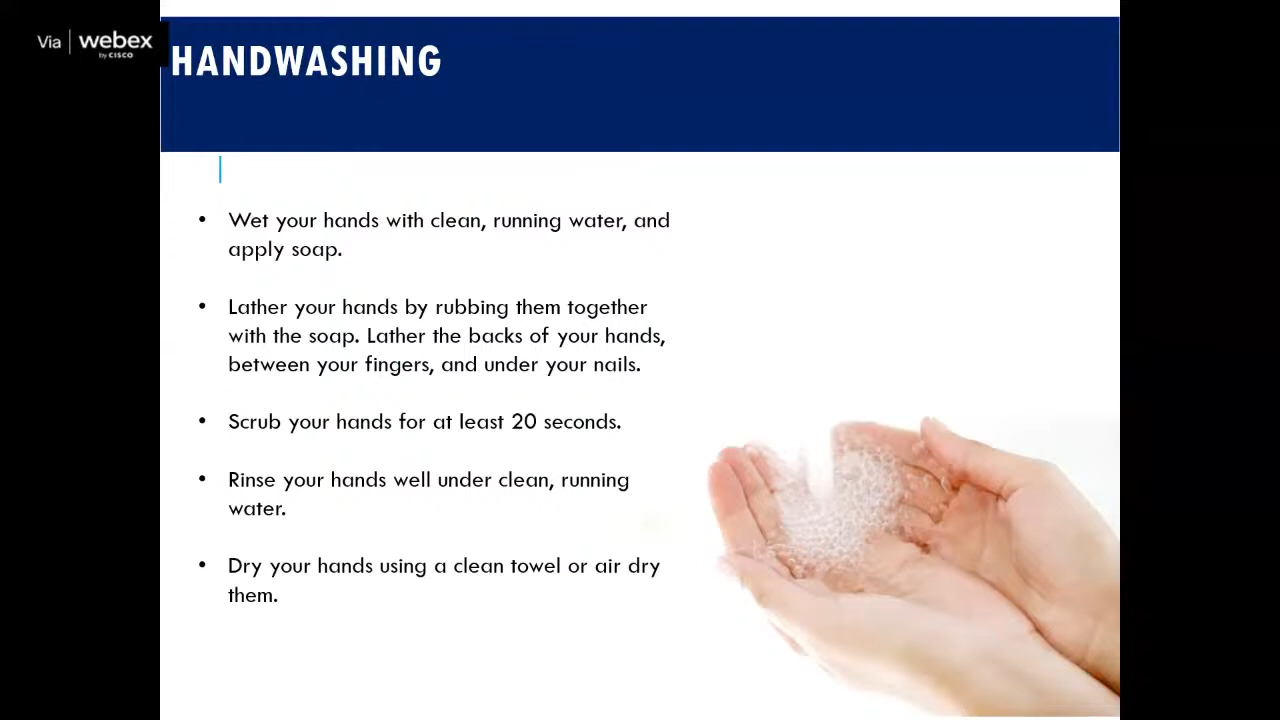 Via webex
by CISCO
HANDWASHING
• Wet your hands with clean, running water, and
apply soap.
• Lather your hands by rubbing them together
with the soap. Lather the backs of your hands,
between your fingers, and under your nails.
• Scrub your hands for at least 20 seconds.
• Rinse your hands well under clean, running
water.
• Dry your hands using a clean towel or air dry
them.